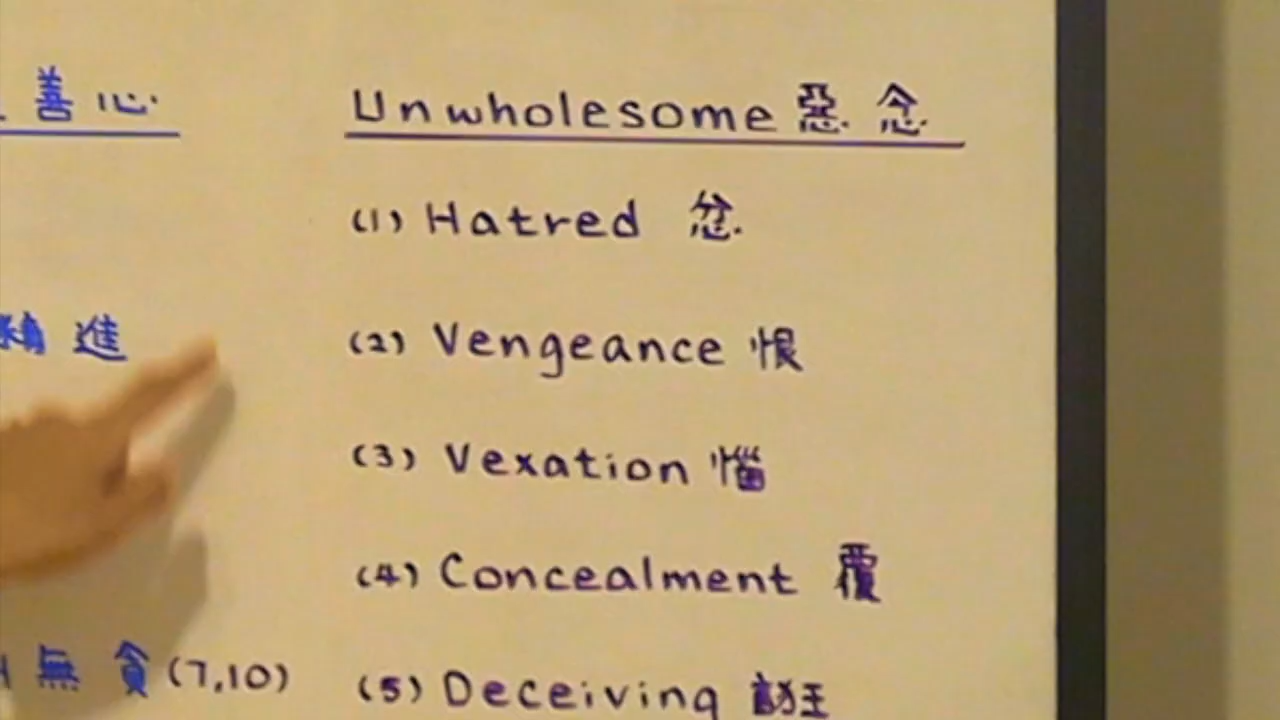 善心
Unwholesome 惡念
(1) Hatred 忿
(2) Vengeance 恨
精進
(3) Vexation 惱
(4) Concealment 覆
無貪(7,10)
(5) Deceiving 誑